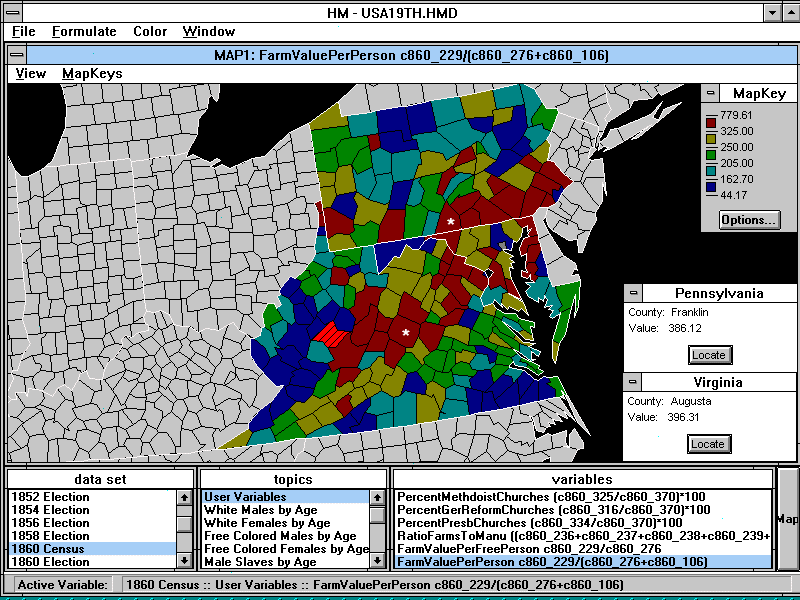 HM - USA19TH.HMD
File Formulate Color Window
MAP1: FarmValuePerPerson c860_229/(c860_276+c860_106)
View MapKeys
MapKey
779.61
325.00
250.00
205.00
162.70
44.17
Options...
Pennsylvania
County: Franklin
Value: 386.12
Locate
Virginia
County: Augusta
Value: 396.31
Locate
data set
1852 Election
1854 Election
1856 Election
1858 Election
1860 Census
1860 Election
topics
User Variables
White Males by Age
White Females by Age
Free Colored Males by Age
Free Colored Females by Age
Male Slaves by Age
variables
PercentMethdoistChurches (c860_325/c860_370)*100
PercentGerReformChurches (c860_316/c860_370)*100
PercentPresbChurches (c860_334/c860_370)*100
RatioFarmsToManu ((c860_236+c860_237+c860_238+c860_239+
FarmValuePerFreePerson c860_229/c860_276
FarmValuePerPerson c860_229/(c860_276+c860_106)
Map
Active Variable: 1860 Census :: User Variables :: FarmValuePerPerson c860_229/(c860_276+c860_106)